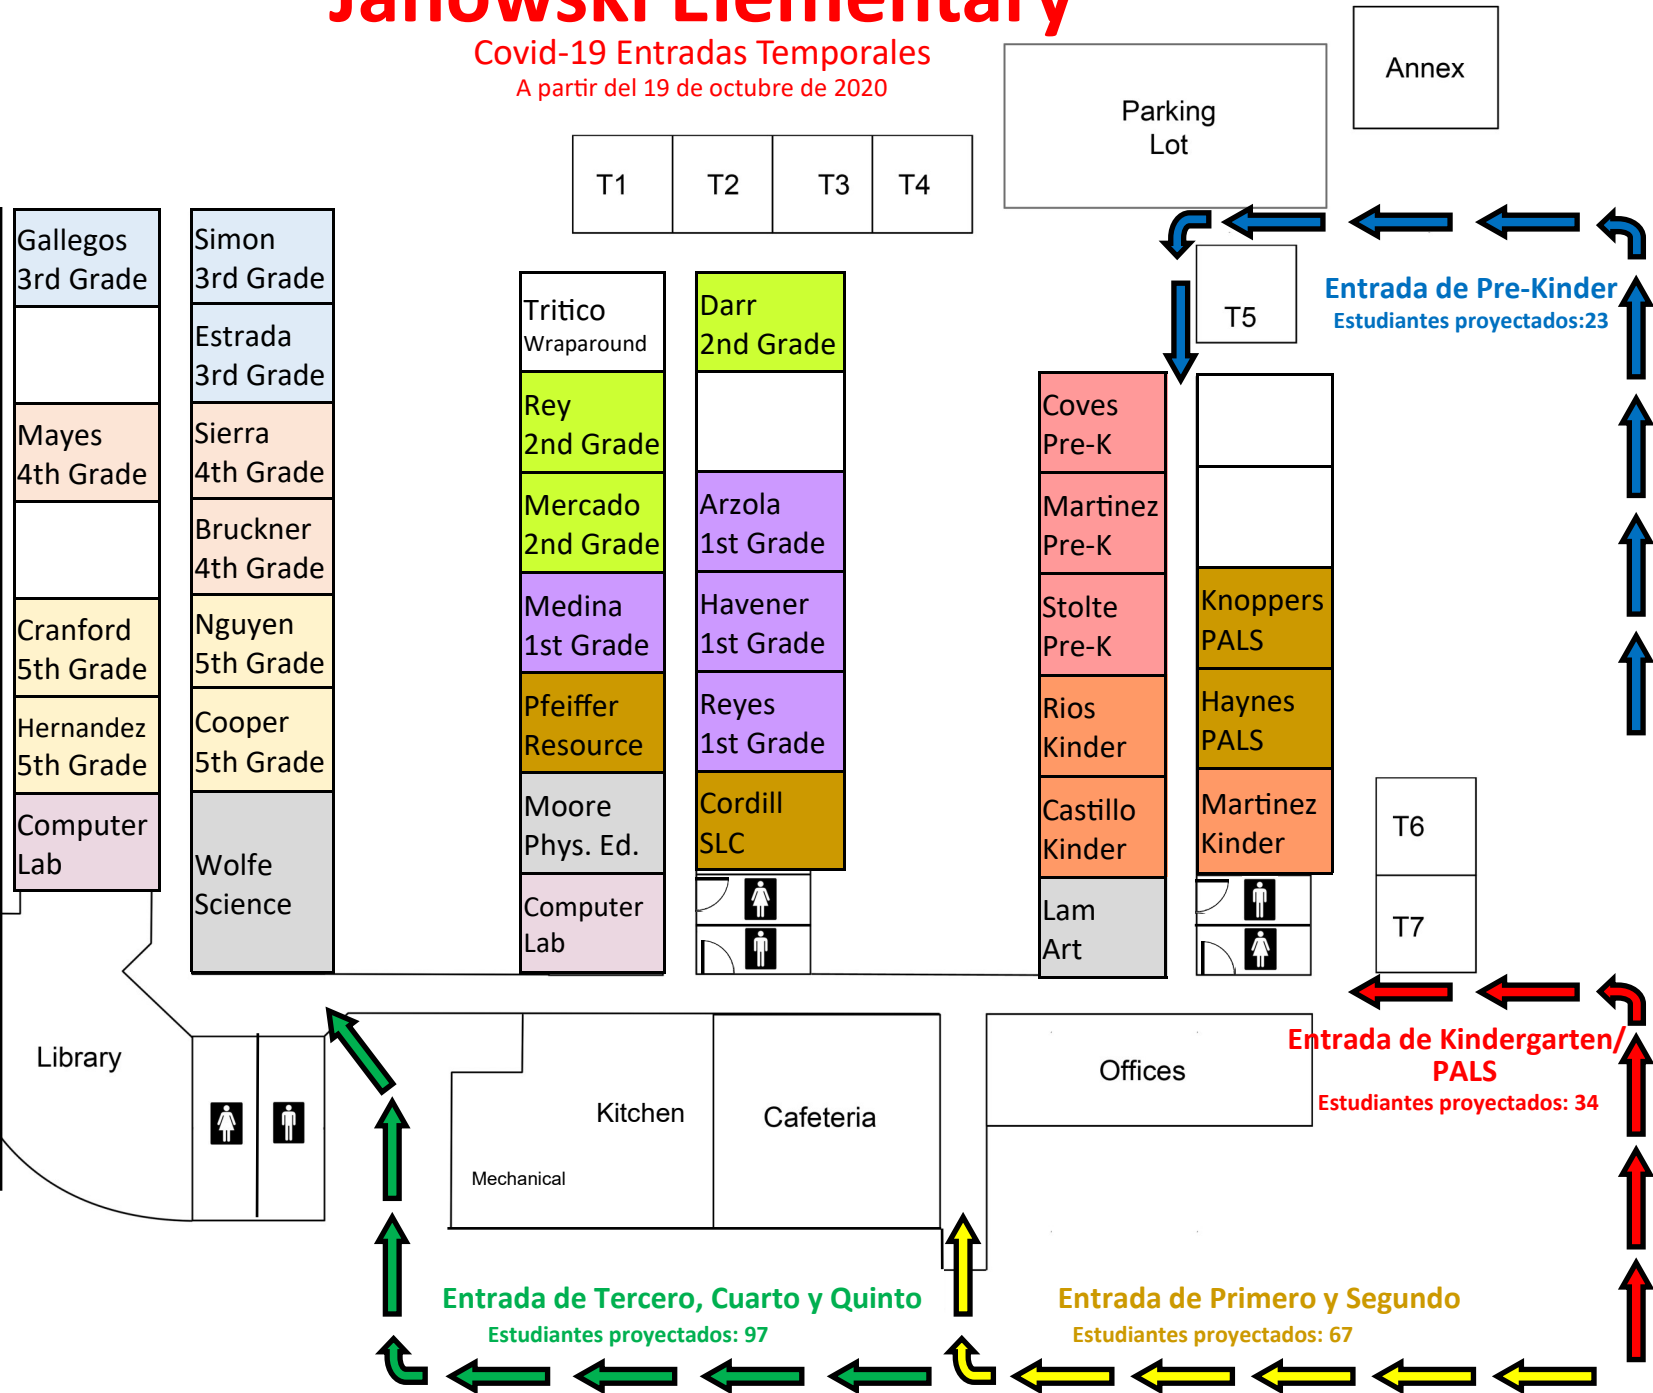 Janowski Elementary
Covid-19 Entradas Temporales
A partir del 19 de octubre de 2020
Annex
Parking
Lot
T1
T2
T3
T4
T5
Entrada de Pre-Kinder
Estudiantes proyectados:23
Gallegos
3rd Grade
Mayes
4th Grade
Cranford
5th Grade
Hernandez
5th Grade
Computer
Lab
Simon
3rd Grade
Estrada
3rd Grade
Sierra
4th Grade
Bruckner
4th Grade
Nguyen
5th Grade
Cooper
5th Grade
Wolfe
Science
Tritico
Wraparound
Rey
2nd Grade
Mercado
2nd Grade
Medina
1st Grade
Pfeiffer
Resource
Moore
Phys. Ed.
Computer
Lab
Darr
2nd Grade
Arzola
1st Grade
Havener
1st Grade
Reyes
1st Grade
Cordill
SLC
Coves
Pre-K
Martinez
Pre-K
Stolte
Pre-K
Rios
Kinder
Castillo
Kinder
Lam
Art
Knoppers
PALS
Haynes
PALS
Martinez
Kinder
T6
T7
Library
Kitchen
Mechanical
Cafeteria
Offices
Entrada de Kindergarten/
PALS
Estudiantes proyectados: 34
Entrada de Tercero, Cuarto y Quinto
Estudiantes proyectados: 97
Entrada de Primero y Segundo
Estudiantes proyectados: 67